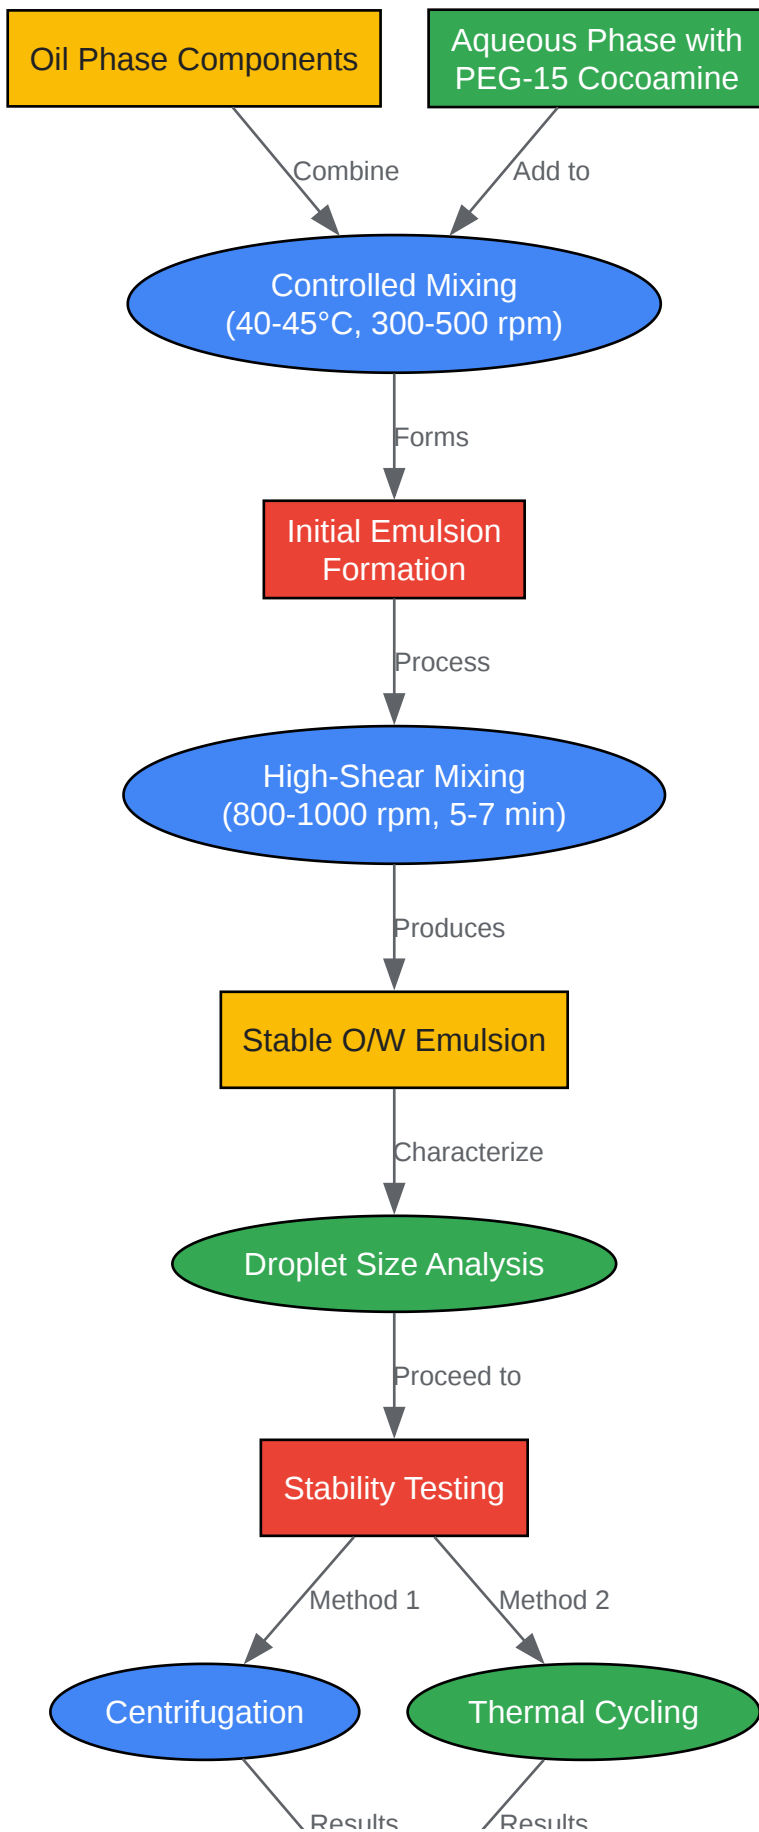 Oil Phase Components
Aqueous Phase with
PEG-15 Cocoamine
Combine
Add to
Controlled Mixing
(40-45°C, 300-500 rpm)
Forms
Initial Emulsion
Formation
Process
High-Shear Mixing
(800-1000 rpm, 5-7 min)
Produces
Stable O/W Emulsion
Characterize
Droplet Size Analysis
Proceed to
Stability Testing
Method 1
Method 2
Centrifugation
Thermal Cycling
Results
Results